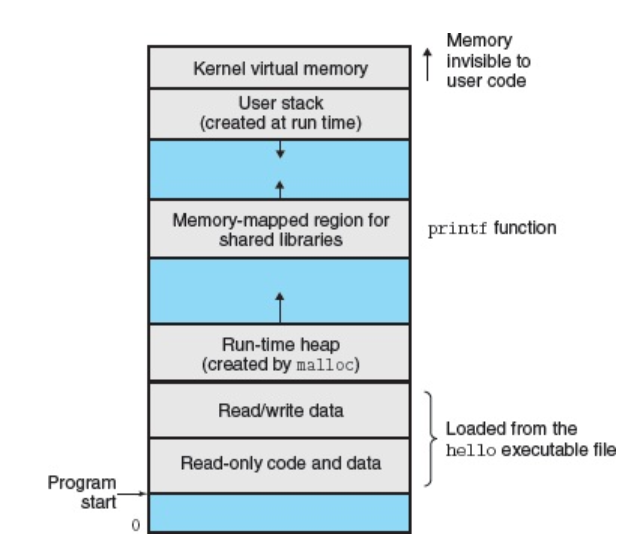 Memory
invisible to
user code
Kernel virtual memory
User stack
(created at run time)
Memory-mapped region for
shared libraries
printf function
Run-time heap
(created by malloc)
Read/write data
Loaded from the
hello executable file
Read-only code and data
Program
start
0